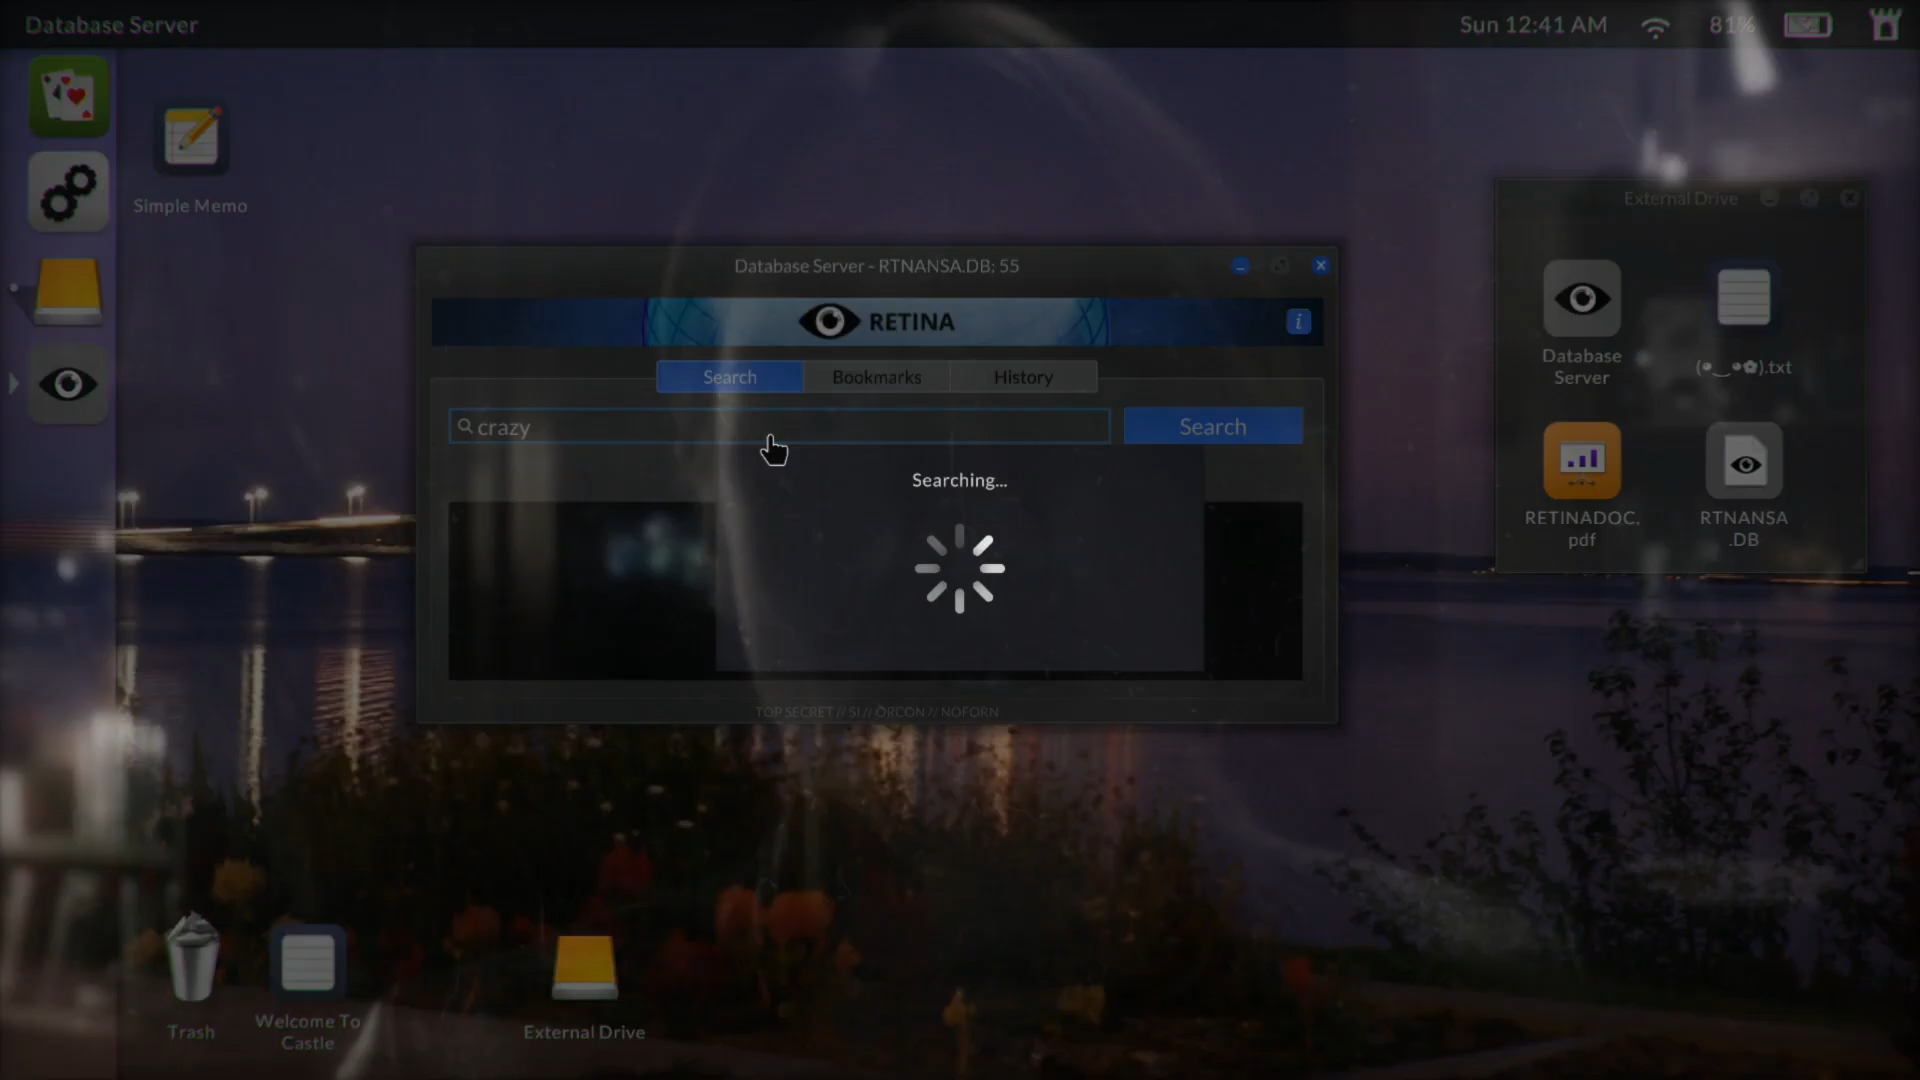 Database Server
Sun 12:41 AM
81%
Simple Memo
External Drive
Database Server - RTNANSA.DB: 55
RETINA
i
Search
Bookmarks
History
crazy
Search
Searching...
Database
Server
(◕‿◕✿).txt
RETINADOC.
pdf
RTNANSA
.DB
TOP SECRET // SI // ORCON // NOFORN
Trash
Welcome To
Castle
External Drive